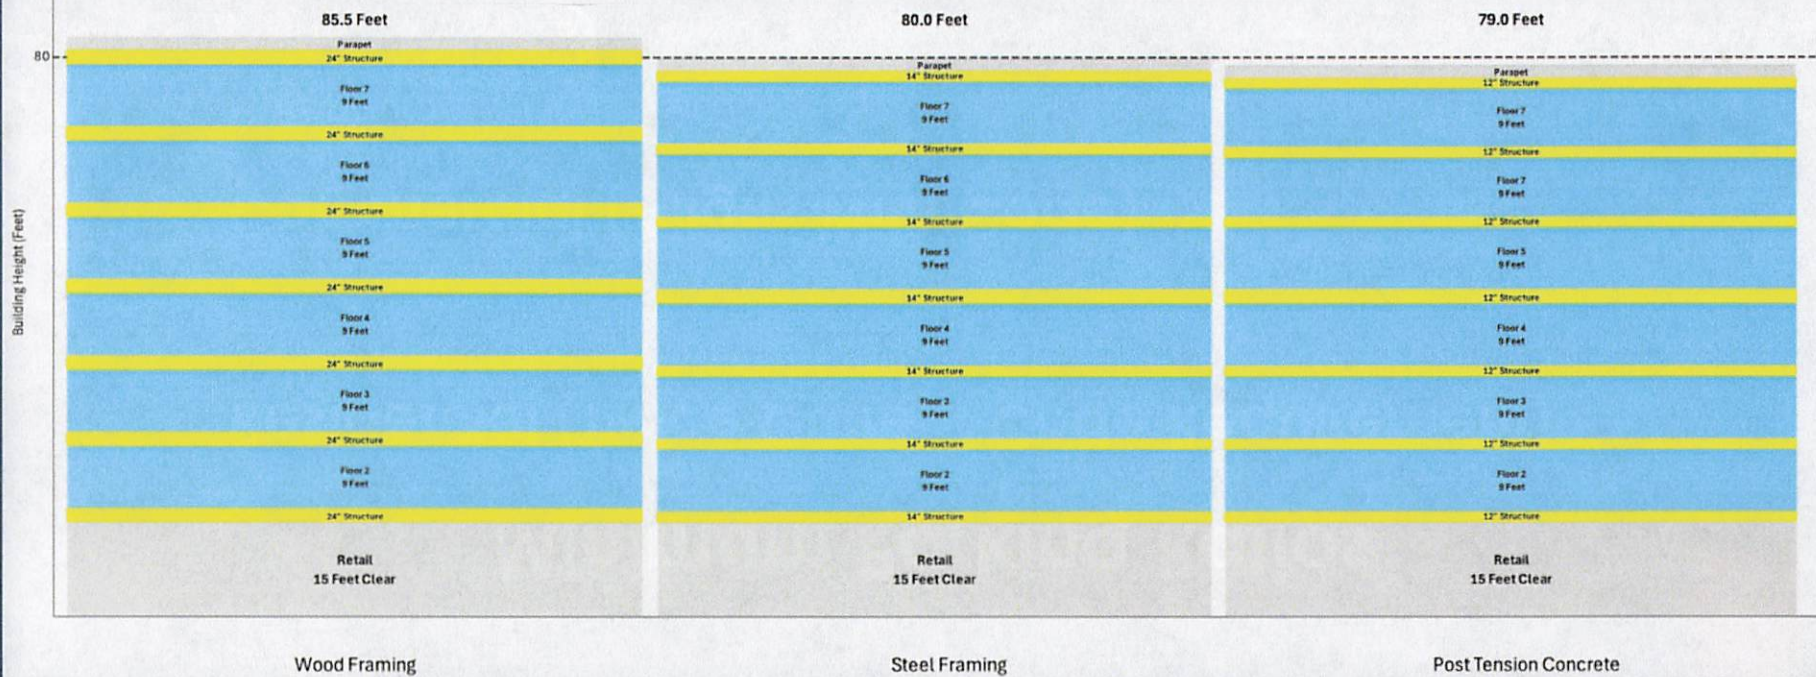 Building Height (Feet)
80
85.5 Feet
Parapet
24" Structure
Floor 7
9 Feet
24" Structure
Floor 6
9 Feet
24" Structure
Floor 5
9 Feet
24" Structure
Floor 4
9 Feet
24" Structure
Floor 3
9 Feet
24" Structure
Floor 2
9 Feet
24" Structure
Retail
15 Feet Clear
Wood Framing
80.0 Feet
Parapet
14" Structure
Floor 7
9 Feet
14" Structure
Floor 6
9 Feet
14" Structure
Floor 5
9 Feet
14" Structure
Floor 4
9 Feet
14" Structure
Floor 3
9 Feet
14" Structure
Floor 2
9 Feet
14" Structure
Retail
15 Feet Clear
Steel Framing
79.0 Feet
Parapet
12" Structure
Floor 7
9 Feet
12" Structure
Floor 7
9 Feet
12" Structure
Floor 5
9 Feet
12" Structure
Floor 4
9 Feet
12" Structure
Floor 3
9 Feet
12" Structure
Floor 2
9 Feet
12" Structure
Retail
15 Feet Clear
Post Tension Concrete